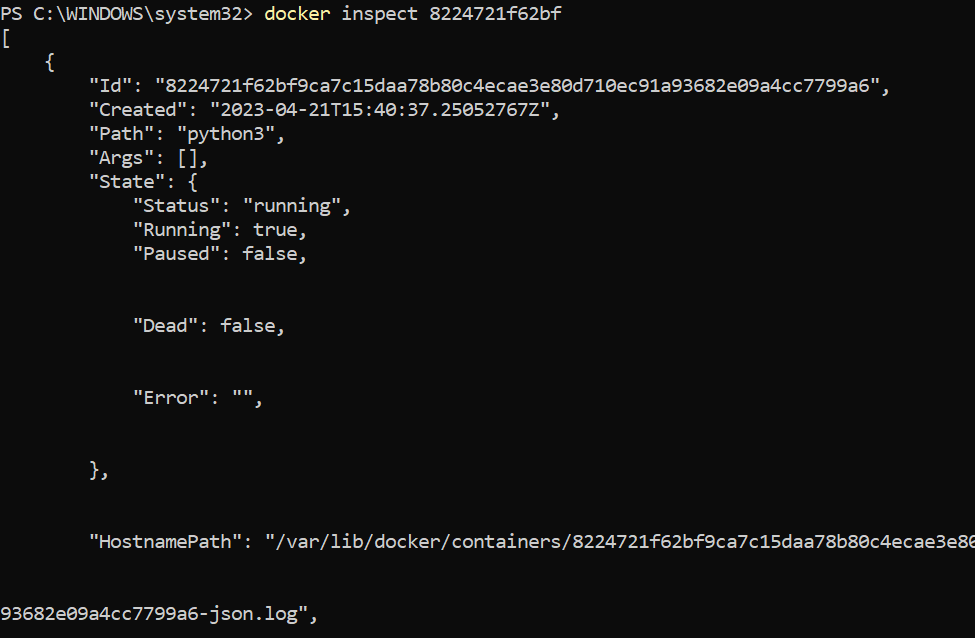 PS C:\WINDOWS\system32> docker inspect 8224721f62bf
[
    {
        "Id": "8224721f62bf9ca7c15daa78b80c4ecae3e80d710ec91a93682e09a4cc7799a6",
        "Created": "2023-04-21T15:40:37.25052767Z",
        "Path": "python3",
        "Args": [],
        "State": {
            "Status": "running",
            "Running": true,
            "Paused": false,
            "Dead": false,
            "Error": "",
        },
        "HostnamePath": "/var/lib/docker/containers/8224721f62bf9ca7c15daa78b80c4ecae3e80
93682e09a4cc7799a6-json.log",